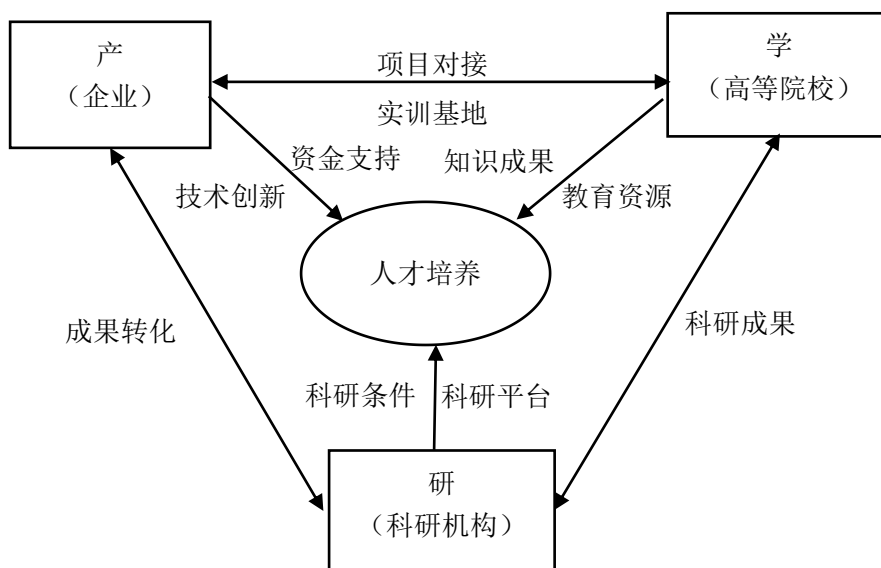 产
（企业）
学
（高等院校）
项目对接
实训基地
资金支持
知识成果
技术创新
教育资源
人才培养
成果转化
科研成果
科研条件
科研平台
研
（科研机构）